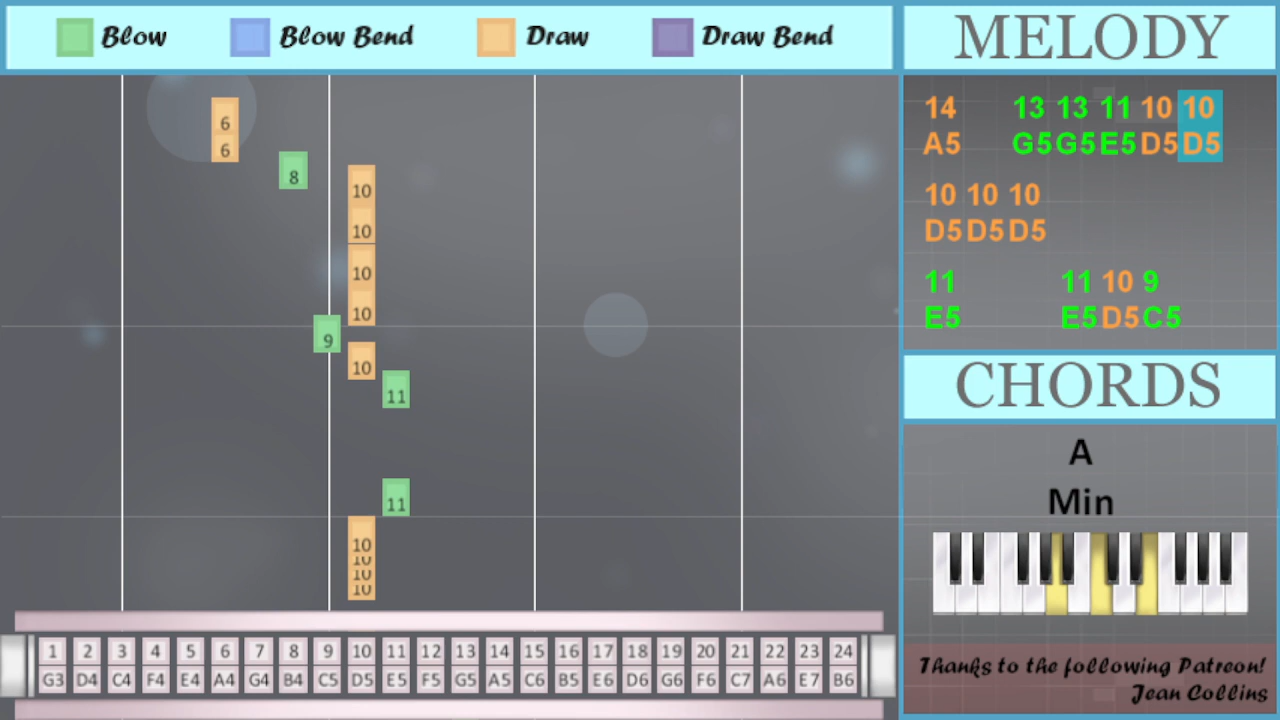 Blow
Blow Bend
Draw
Draw Bend
MELODY
14 13 13 11 10 10
A5 G5 G5 E5 D5 D5
10 10 10
D5 D5 D5
11 11 10 9
E5 E5 D5 C5
CHORDS
A
Min
Thanks to the following Patreon!
Jean Collins
6
6
8
10
10
10
10
9
10
11
11
10
10
10
10
1 2 3 4 5 6 7 8 9 10 11 12 13 14 15 16 17 18 19 20 21 22 23 24
G3 D4 C4 F4 E4 A4 G4 B4 C5 D5 E5 F5 G5 A5 C6 B5 E6 D6 G6 F6 C7 A6 E7 B6